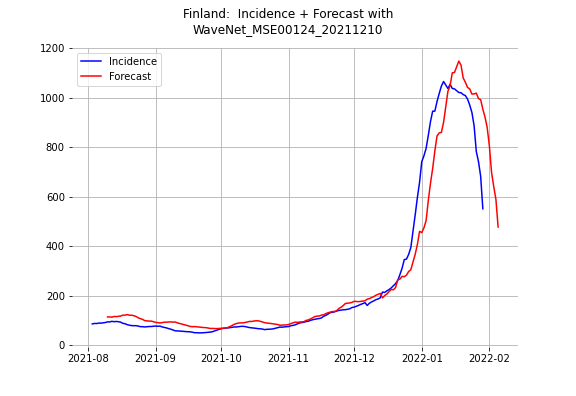 Finland:  Incidence + Forecast with
WaveNet_MSE00124_20211210
Incidence
Forecast
1200
1000
800
600
400
200
0
2021-08 2021-09 2021-10 2021-11 2021-12 2022-01 2022-02